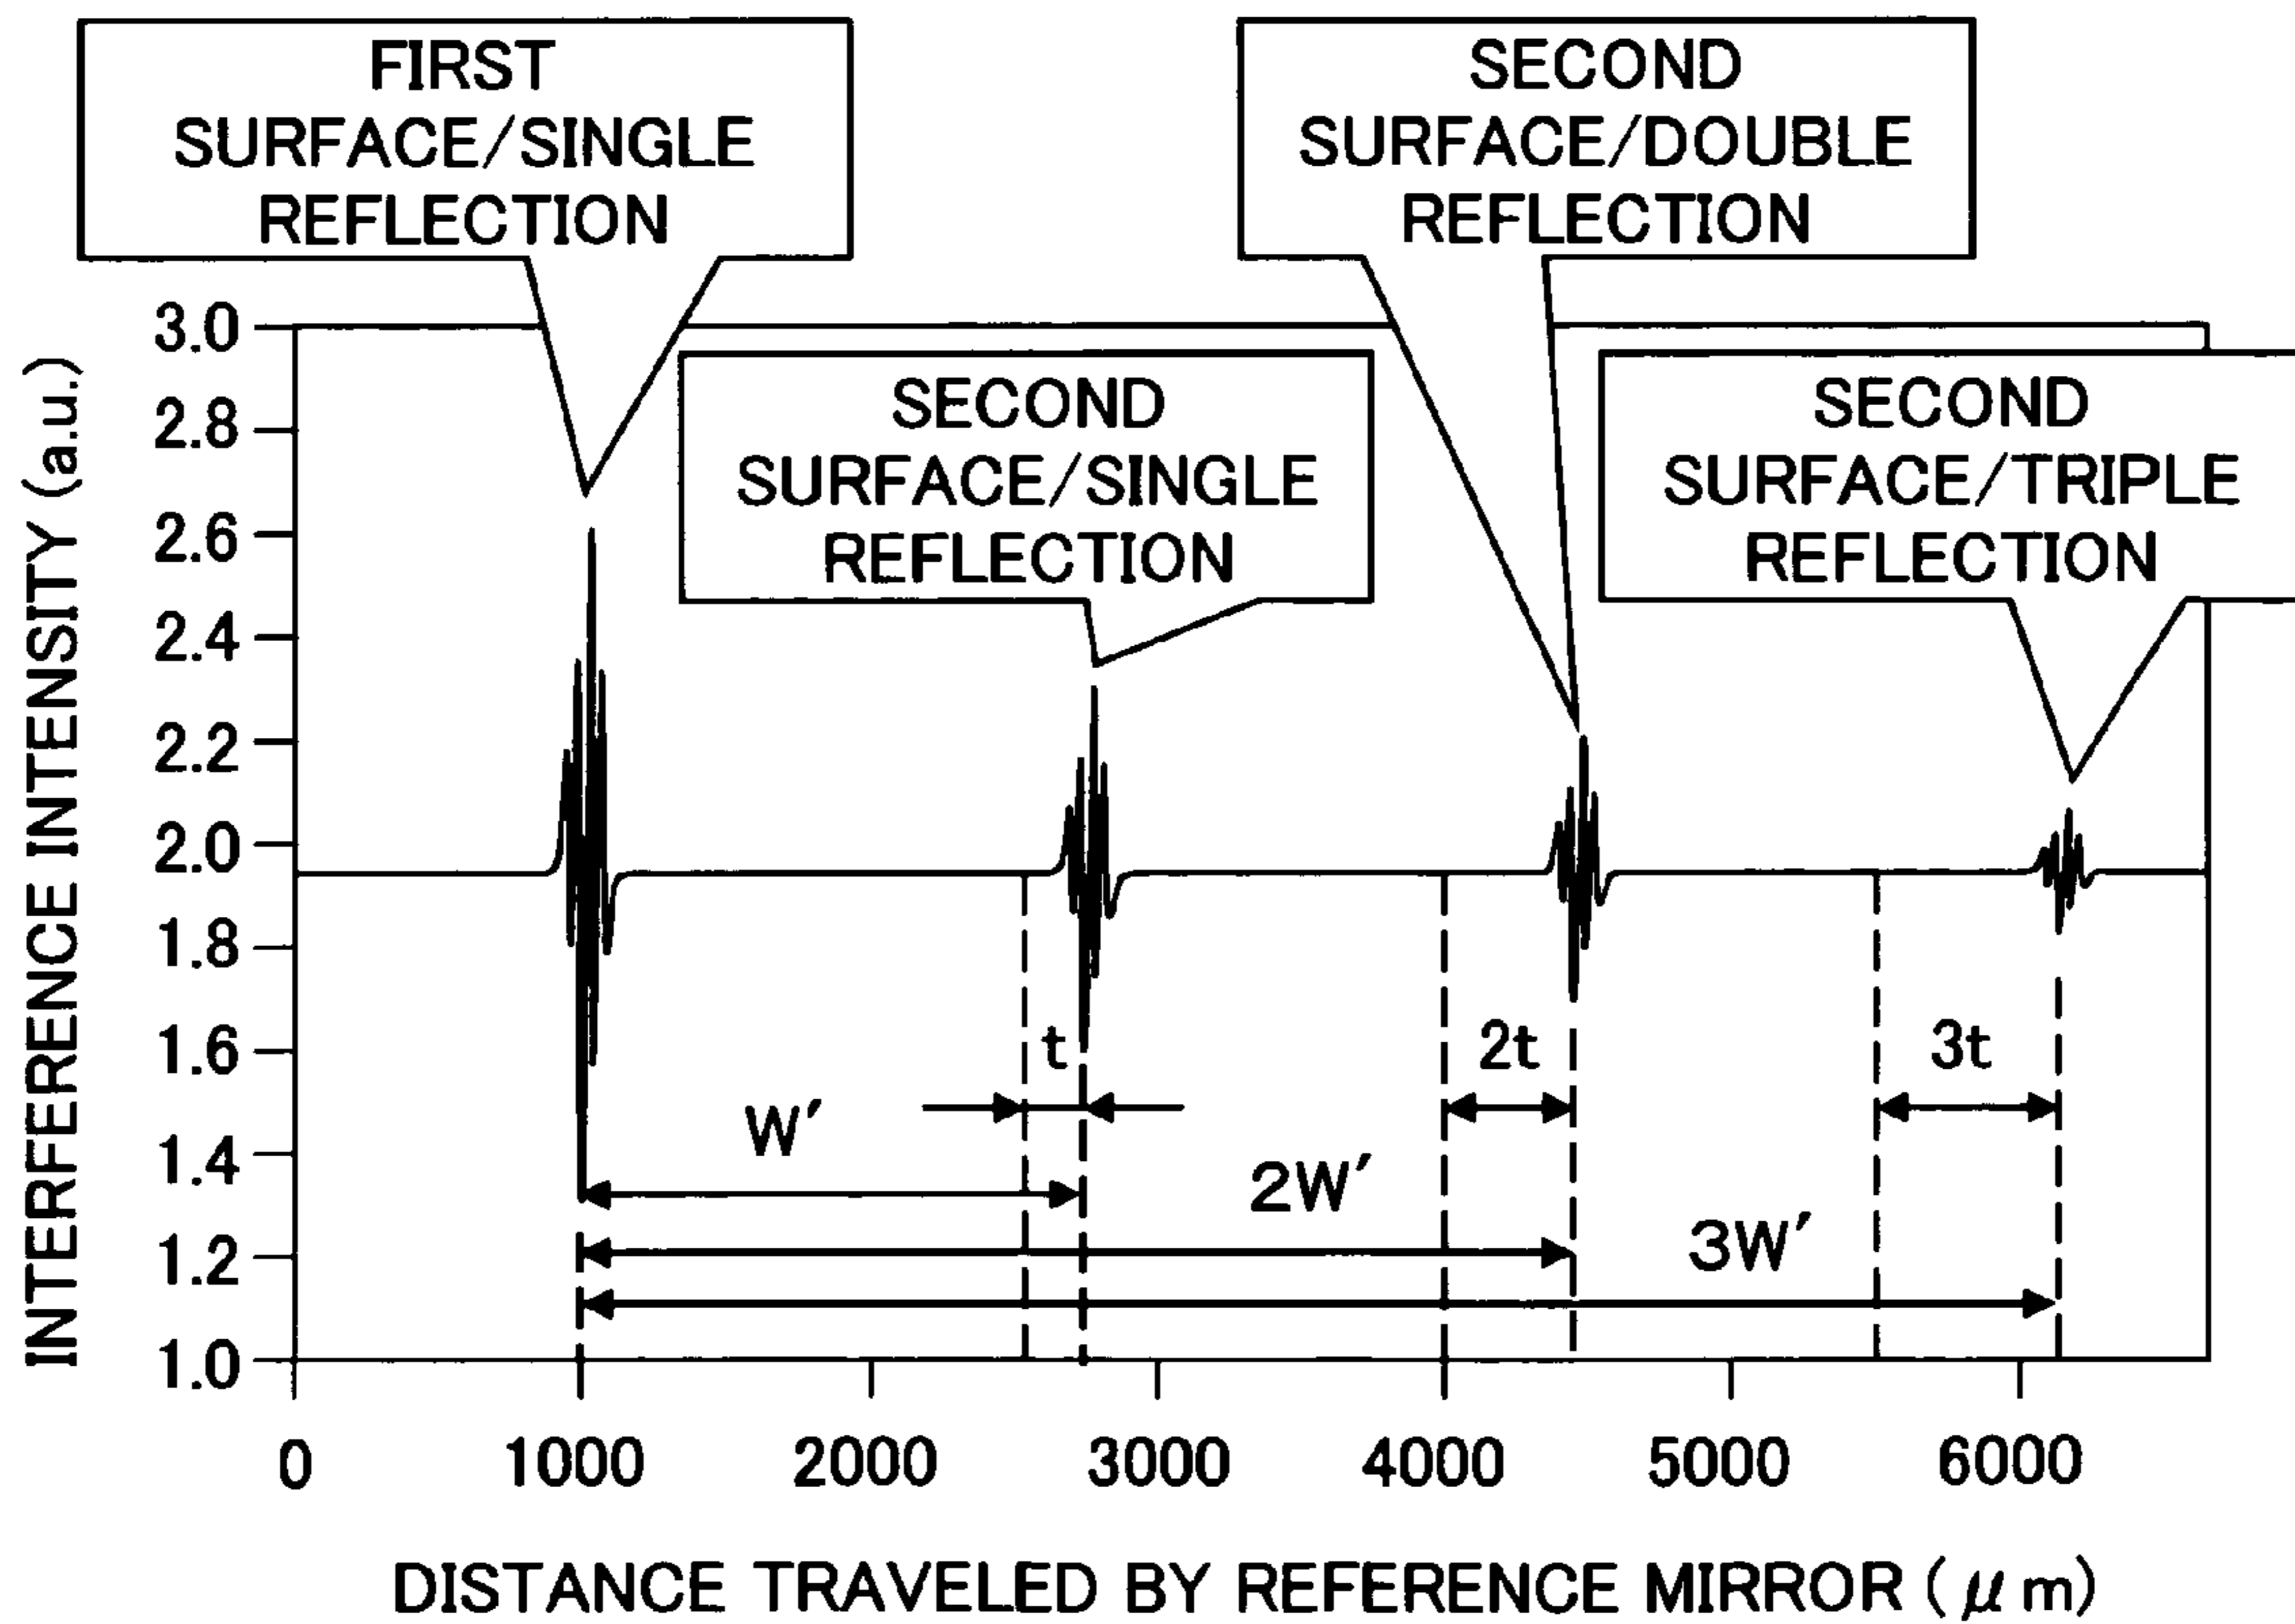 FIRST
SURFACE/SINGLE
REFLECTION
SECOND
SURFACE/DOUBLE
REFLECTION
SECOND
SURFACE/SINGLE
REFLECTION
SECOND
SURFACE/TRIPLE
REFLECTION
INTERFERENCE INTENSITY (a.u.)
3.0
2.8
2.6
2.4
2.2
2.0
1.8
1.6
1.4
1.2
1.0
t
2t
3t
W′
2W′
3W′
0 1000 2000 3000 4000 5000 6000
DISTANCE TRAVELED BY REFERENCE MIRROR (μm)